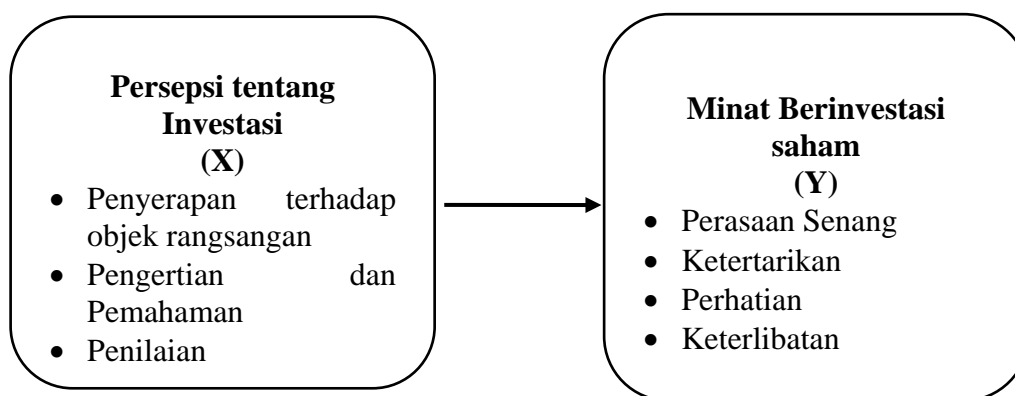 Persepsi tentang
Investasi
(X)
• Penyerapan terhadap
objek rangsangan
• Pengertian dan
Pemahaman
• Penilaian
Minat Berinvestasi
saham
(Y)
• Perasaan Senang
• Ketertarikan
• Perhatian
• Keterlibatan